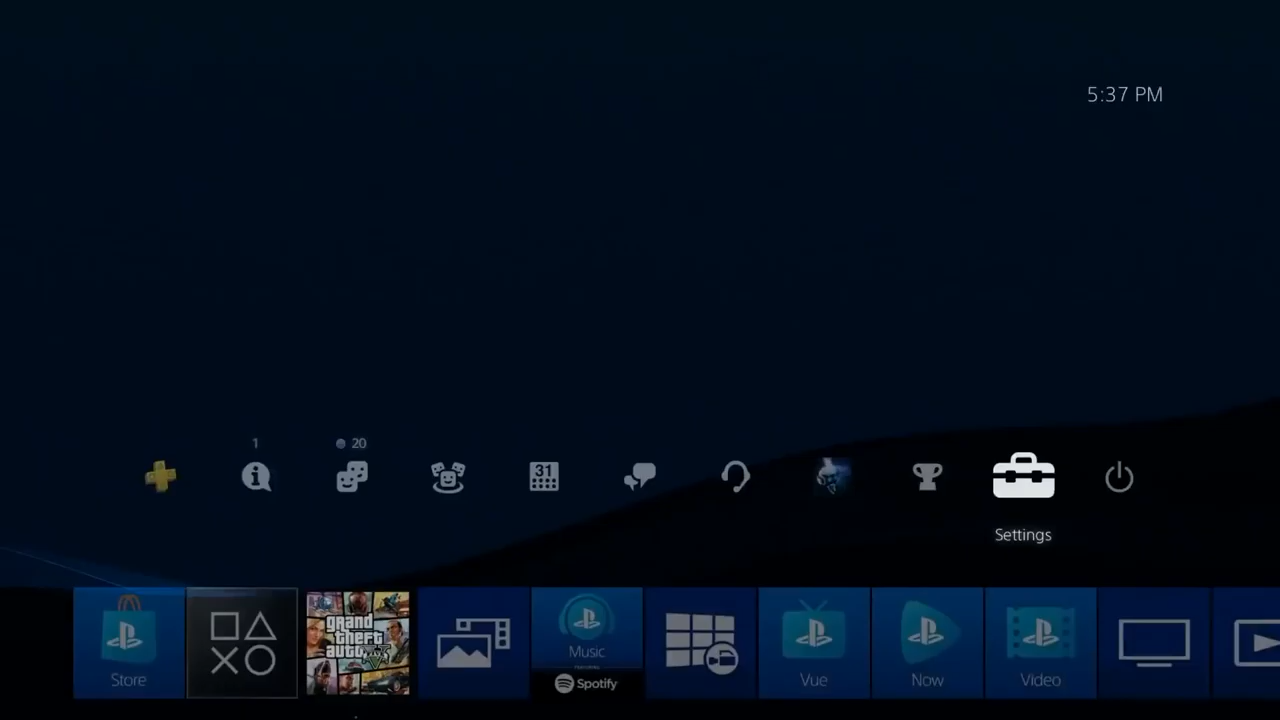 5:37 PM
1
20
31
Settings
Store
grand
theft
auto
V
Music
Spotify
Vue
Now
Video